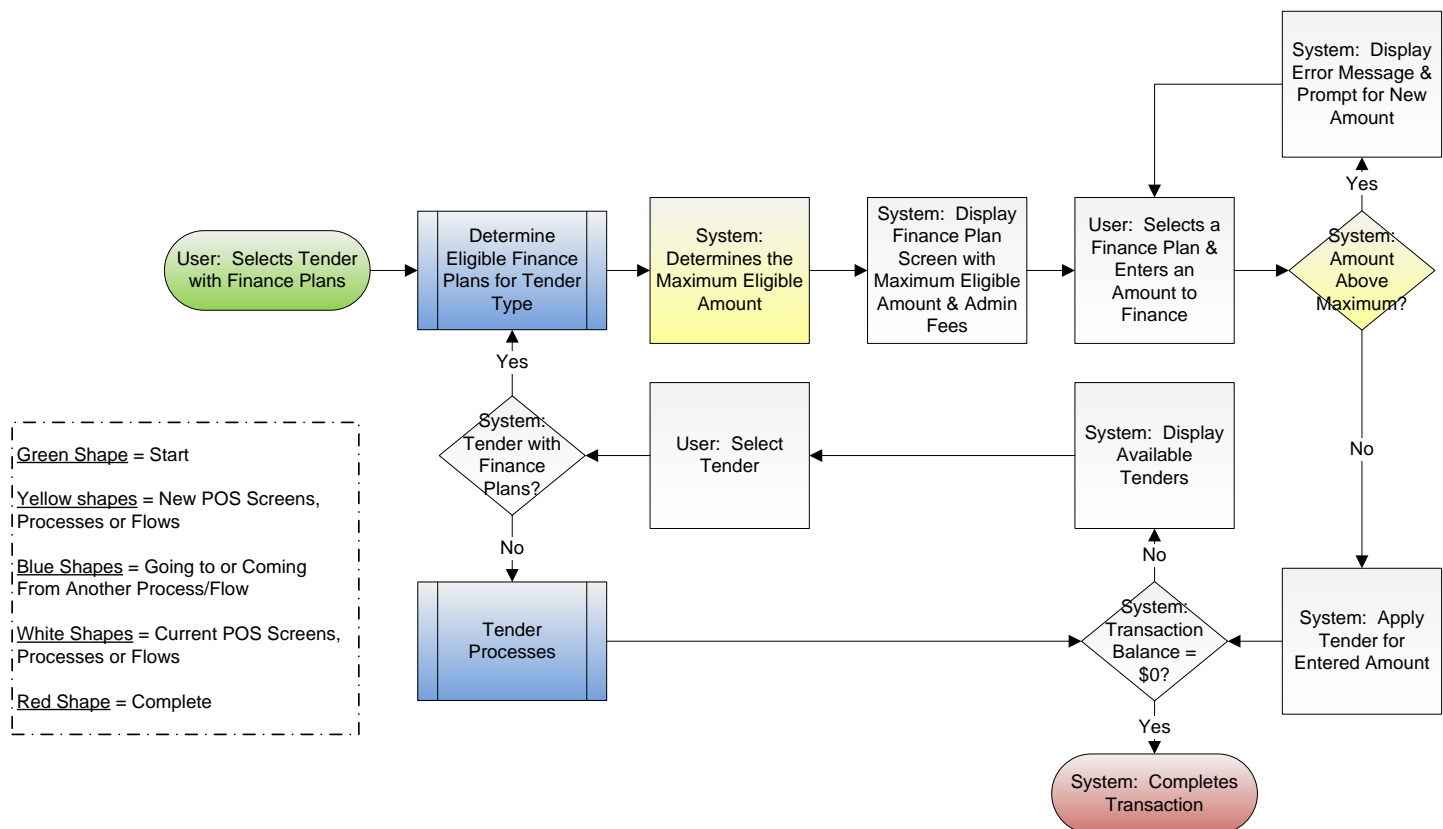 System: Display
Error Message &
Prompt for New
Amount
Yes
User: Selects Tender
with Finance Plans
Determine
Eligible Finance
Plans for Tender
Type
System:
Determines the
Maximum Eligible
Amount
System: Display
Finance Plan
Screen with
Maximum Eligible
Amount & Admin
Fees
User: Selects a
Finance Plan &
Enters an
Amount to
Finance
System:
Amount
Above
Maximum?
Yes
No
System:
Tender with
Finance
Plans?
User: Select
Tender
System: Display
Available
Tenders
No
No
Tender
Processes
System:
Transaction
Balance =
$0?
System: Apply
Tender for
Entered Amount
Yes
System: Completes
Transaction
Green Shape = Start
Yellow shapes = New POS Screens,
Processes or Flows
Blue Shapes = Going to or Coming
From Another Process/Flow
White Shapes = Current POS Screens,
Processes or Flows
Red Shape = Complete